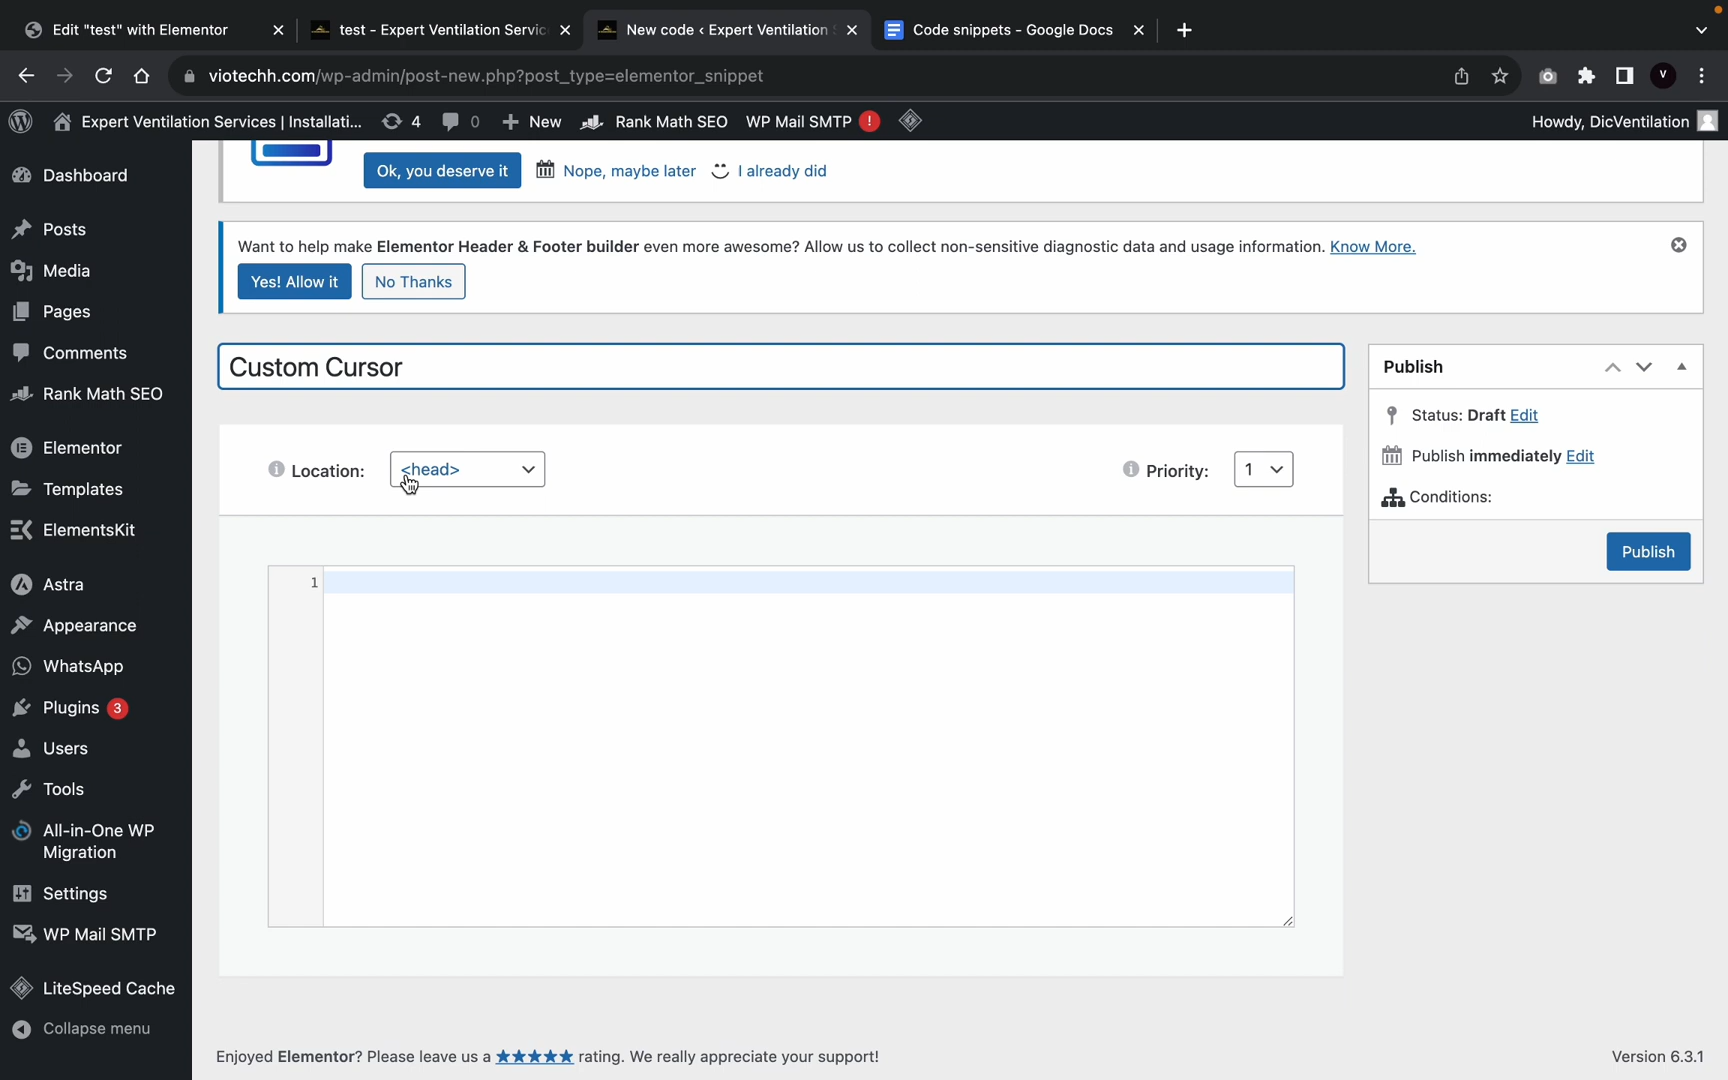 Edit "test" with Elementor
test - Expert Ventilation Servic
New code ‹ Expert Ventilation
Code snippets - Google Docs
viotechh.com/wp-admin/post-new.php?post_type=elementor_snippet
V
Expert Ventilation Services | Installati...
4
0
New
Rank Math SEO
WP Mail SMTP !
Howdy, DicVentilation
Dashboard
Posts
Media
Pages
Comments
Rank Math SEO
Elementor
Templates
ElementsKit
Astra
Appearance
WhatsApp
Plugins 3
Users
Tools
All-in-One WP
Migration
Settings
WP Mail SMTP
LiteSpeed Cache
Collapse menu
Ok, you deserve it
Nope, maybe later
I already did
Want to help make Elementor Header & Footer builder even more awesome? Allow us to collect non-sensitive diagnostic data and usage information. Know More.
Yes! Allow it
No Thanks
Custom Cursor
Location: <head>
Priority: 1
1
Publish
Status: Draft Edit
Publish immediately Edit
Conditions:
Publish
Enjoyed Elementor? Please leave us a ★★★★★ rating. We really appreciate your support!
Version 6.3.1